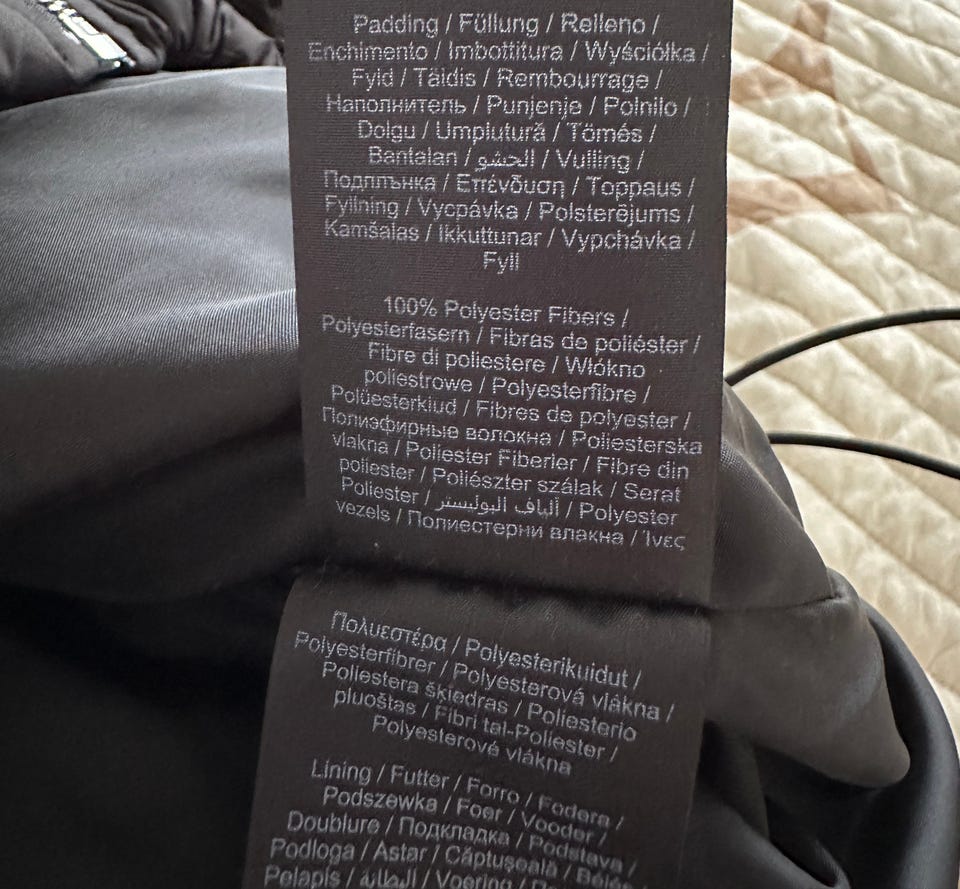 Padding / Füllung / Relleno /
Enchimento / Imbottitura / Wyściółka /
Fyld / Täidis / Rembourrage /
Наполнитель / Punjenje / Polnilo /
Dolgu / Umplutură / Tömés /
Bantalan / الحشو / Vulling /
Подплънка / Επένδυση / Toppaus /
Fyllning / Vycpávka / Polsterējums /
Kamšalas / Ikkuttunar / Vypchávka /
Fyll
100% Polyester Fibers /
Polyesterfasern / Fibras de poliéster /
Fibre di poliestere / Włókno
poliestrowe / Polyesterfibre /
Polüesterkiud / Fibres de polyester /
Полиэфирные волокна / Poliesterska
vlakna / Poliester Fiberler / Fibre din
poliester / Poliészter szálak / Serat
Poliester / ألياف البوليستر / Polyester
vezels / Полиестерни влакна / Ίνες
Πολυεστέρα / Polyesterikuidut /
Polyesterfibrer / Polyesterová vlákna /
Poliestera šķiedras / Poliesterio
pluoštas / Fibri tal-Poliester /
Polyesterové vlákna
Lining / Futter / Forro / Fodera /
Podszewka / Foer / Vooder /
Doublure / Подкладка / Podstava /
Podloga / Astar / Căptușeală / Bélés
Pelapis / البطانة / Voering /